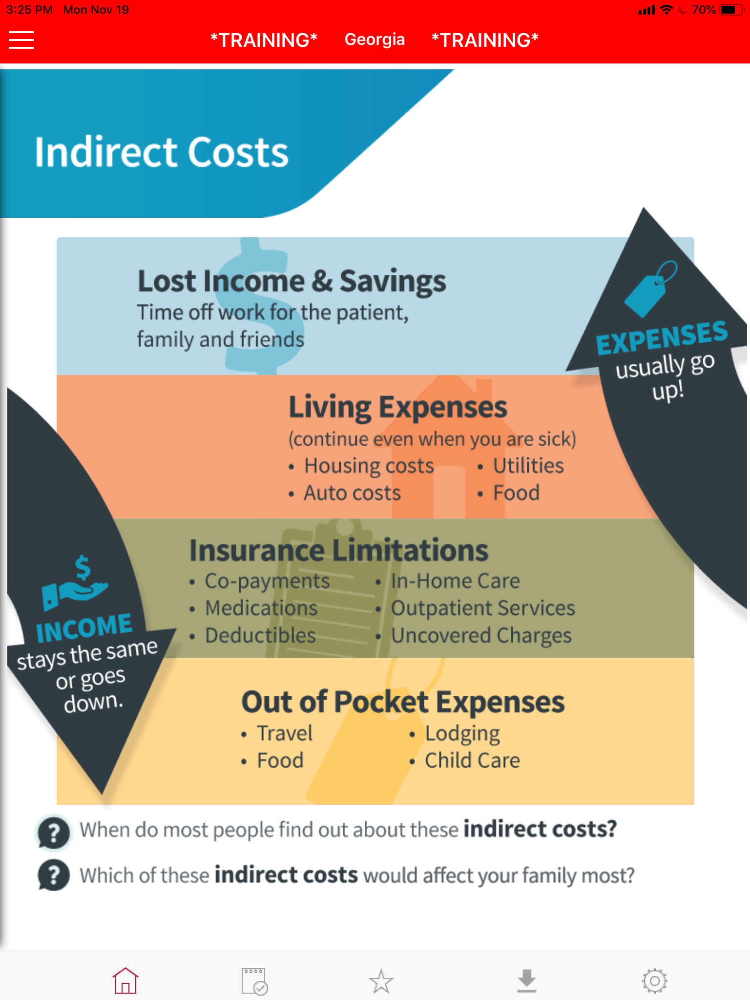 3:25 PM Mon Nov 19 70%
*TRAINING* Georgia *TRAINING*
Indirect Costs
Lost Income & Savings
Time off work for the patient,
family and friends
EXPENSES
usually go
up!
Living Expenses
(continue even when you are sick)
• Housing costs • Utilities
• Auto costs • Food
Insurance Limitations
• Co-payments • In-Home Care
• Medications • Outpatient Services
• Deductibles • Uncovered Charges
$
INCOME
stays the same
or goes
down.
Out of Pocket Expenses
• Travel • Lodging
• Food • Child Care
? When do most people find out about these indirect costs?
? Which of these indirect costs would affect your family most?